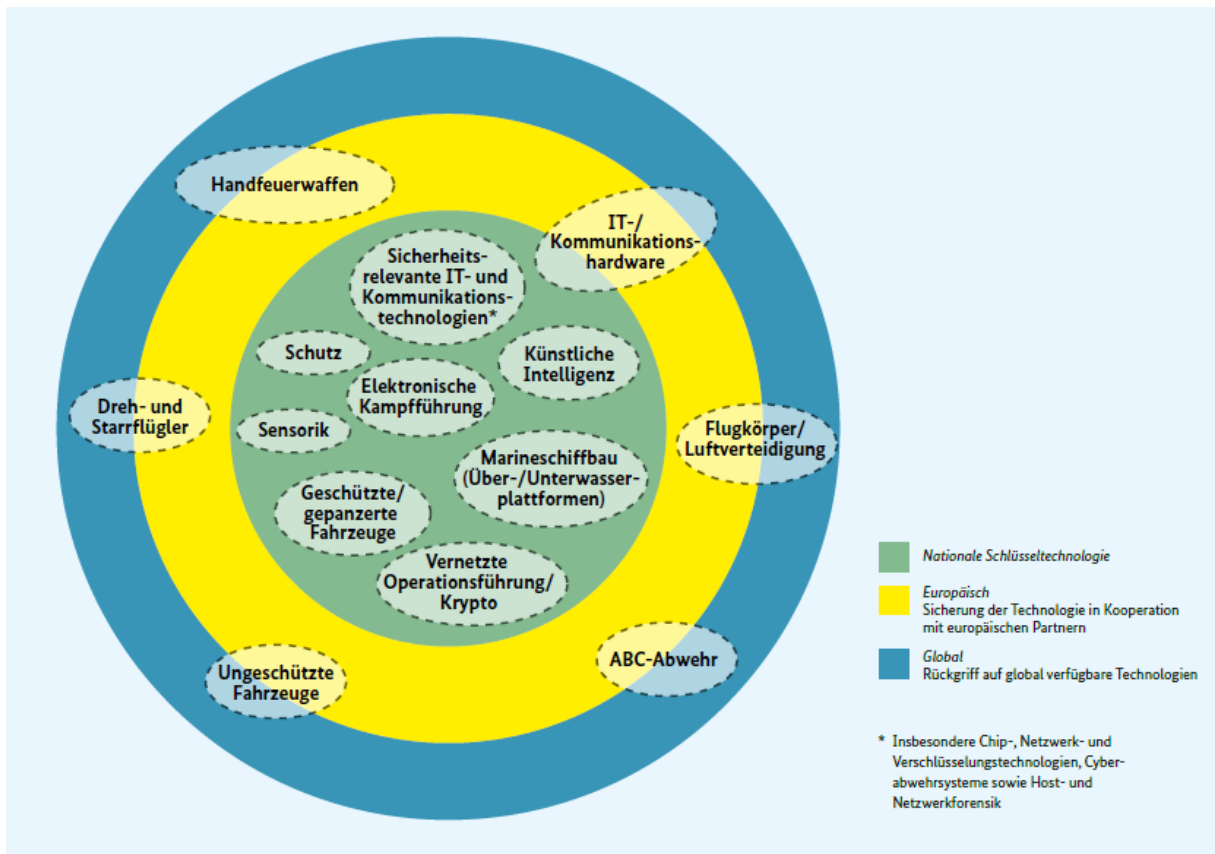 Handfeuerwaffen
IT-/
Kommunikations-
hardware
Sicherheits-
relevante IT- und
Kommunikations-
technologien*
Schutz
Künstliche
Intelligenz
Elektronische
Kampfführung
Dreh- und
Starrflügler
Sensorik
Flugkörper/
Luftverteidigung
Marineschiffbau
(Über-/Unterwasser-
plattformen)
Geschützte/
gepanzerte
Fahrzeuge
Vernetzte
Operationsführung/
Krypto
Ungeschützte
Fahrzeuge
ABC-Abwehr
Nationale Schlüsseltechnologie
Europäisch
Sicherung der Technologie in Kooperation
mit europäischen Partnern
Global
Rückgriff auf global verfügbare Technologien
* Insbesondere Chip-, Netzwerk- und
Verschlüsselungstechnologien, Cyber-
abwehrsysteme sowie Host- und
Netzwerkforensik